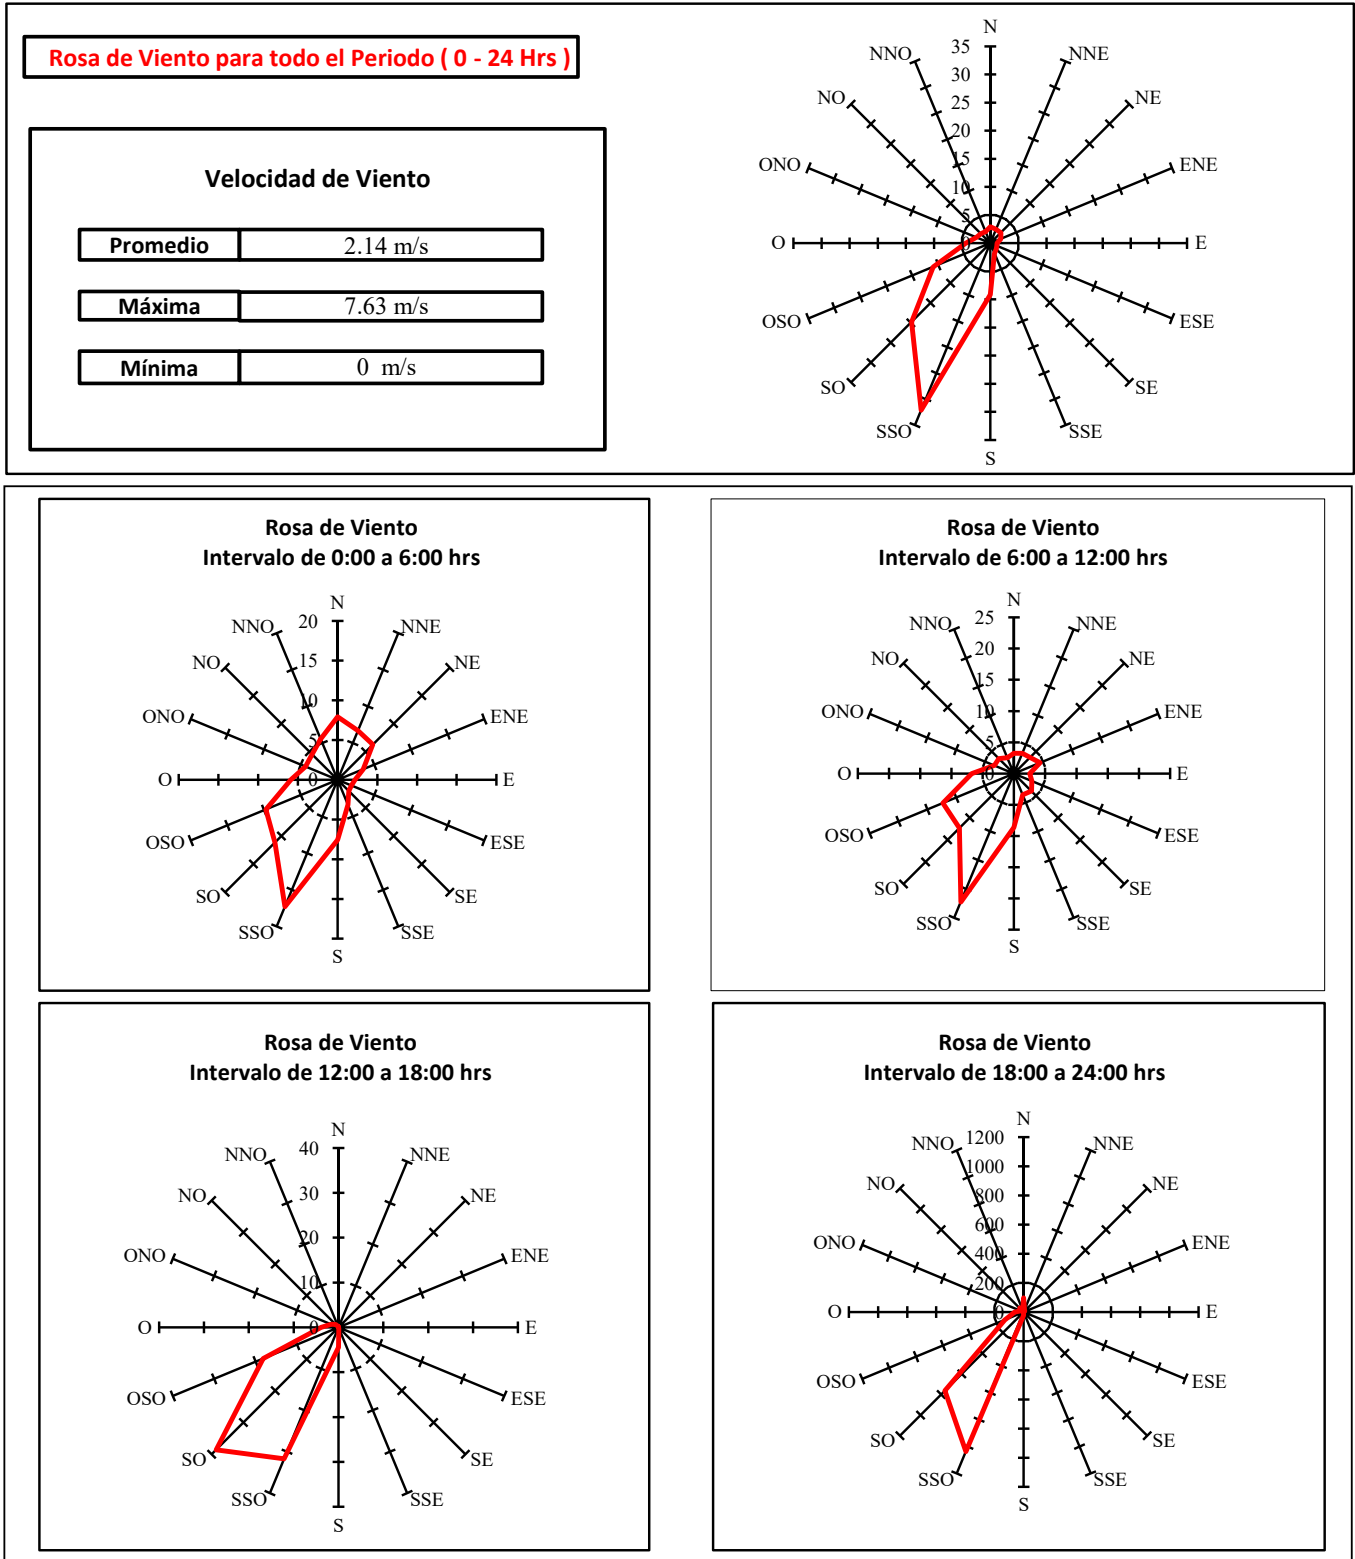 Rosa de Viento para todo el Periodo ( 0 - 24 Hrs )
Velocidad de Viento
Promedio 2.14 m/s
Máxima 7.63 m/s
Mínima 0 m/s
N
35
NNO NNE
30
NO 25 NE
20
ONO 15 ENE
10
5
O 0 E
OSO ESE
SO SE
SSO SSE
S
Rosa de Viento
Intervalo de 0:00 a 6:00 hrs
N
20
NNO NNE
15
NO NE
10
ONO ENE
5
O 0 E
OSO ESE
SO SE
SSO SSE
S
Rosa de Viento
Intervalo de 6:00 a 12:00 hrs
N
25
NNO NNE
20
NO NE
15
ONO 10 ENE
5
O 0 E
OSO ESE
SO SE
SSO SSE
S
Rosa de Viento
Intervalo de 12:00 a 18:00 hrs
N
40
NNO NNE
30
NO NE
20
ONO ENE
10
O 0 E
OSO ESE
SO SE
SSO SSE
S
Rosa de Viento
Intervalo de 18:00 a 24:00 hrs
N
1200
NNO NNE
1000
NO 800 NE
600
ONO 400 ENE
200
O 0 E
OSO ESE
SO SE
SSO SSE
S